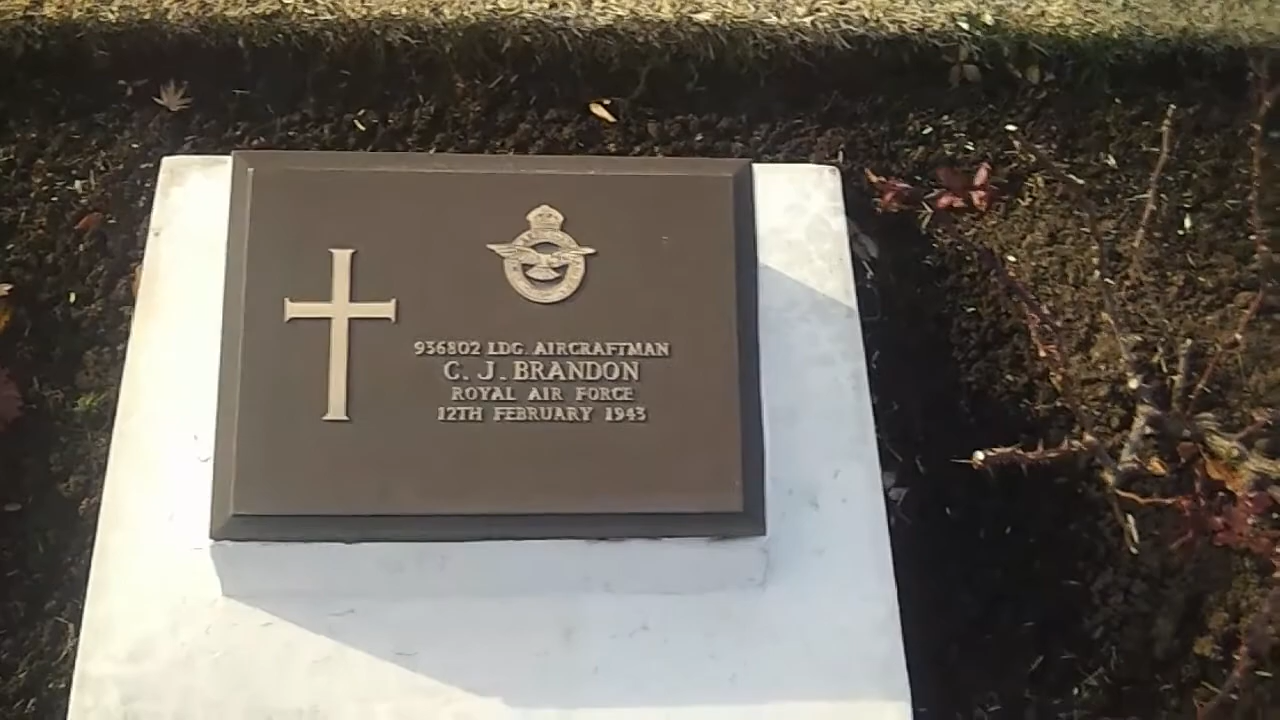 936802 LDG. AIRCRAFTMAN
C. J. BRANDON
ROYAL AIR FORCE
12TH FEBRUARY 1943